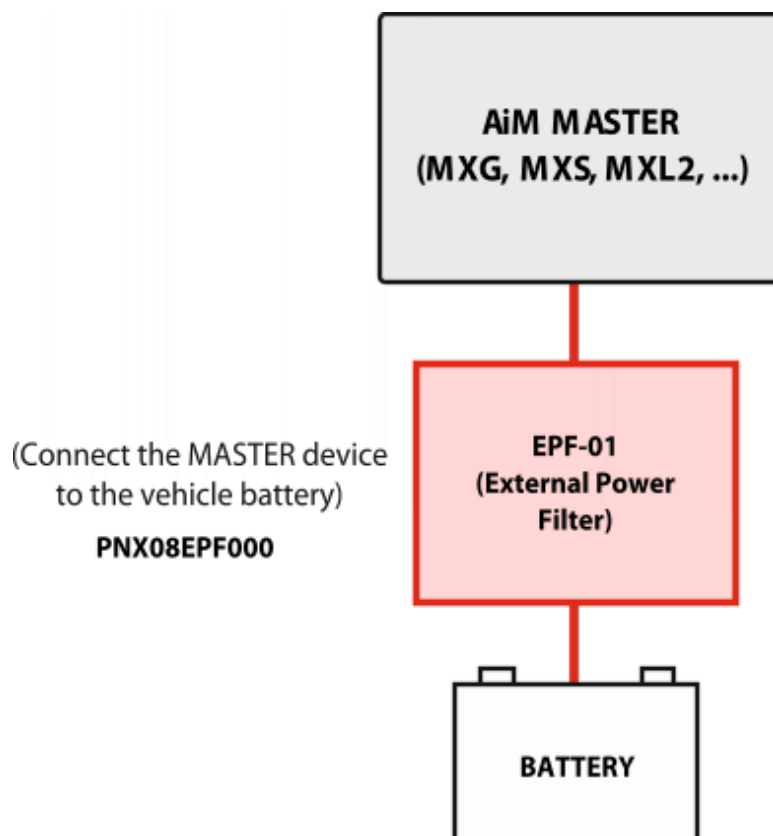 AiM MASTER
(MXG, MXS, MXL2, ...)
(Connect the MASTER device
to the vehicle battery)
PNX08EPF000
EPF-01
(External Power
Filter)
BATTERY